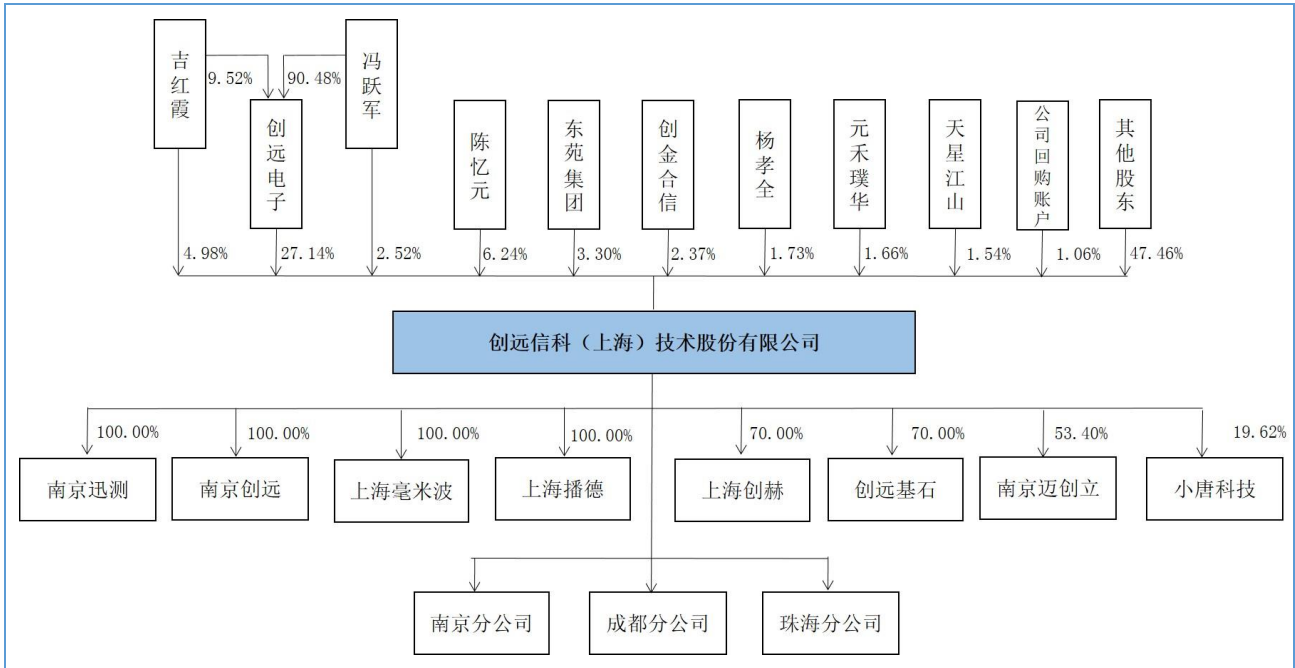 吉红霞
冯跃军
9.52%
90.48%
创远电子
陈忆元
东苑集团
创金合信
杨孝全
元禾璞华
天星江山
公司回购账户
其他股东
4.98%
27.14%
2.52%
6.24%
3.30%
2.37%
1.73%
1.66%
1.54%
1.06%
47.46%
创远信科（上海）技术股份有限公司
100.00%
100.00%
100.00%
100.00%
70.00%
70.00%
53.40%
19.62%
南京迅测
南京创远
上海毫米波
上海播德
上海创赫
创远基石
南京迈创立
小唐科技
南京分公司
成都分公司
珠海分公司